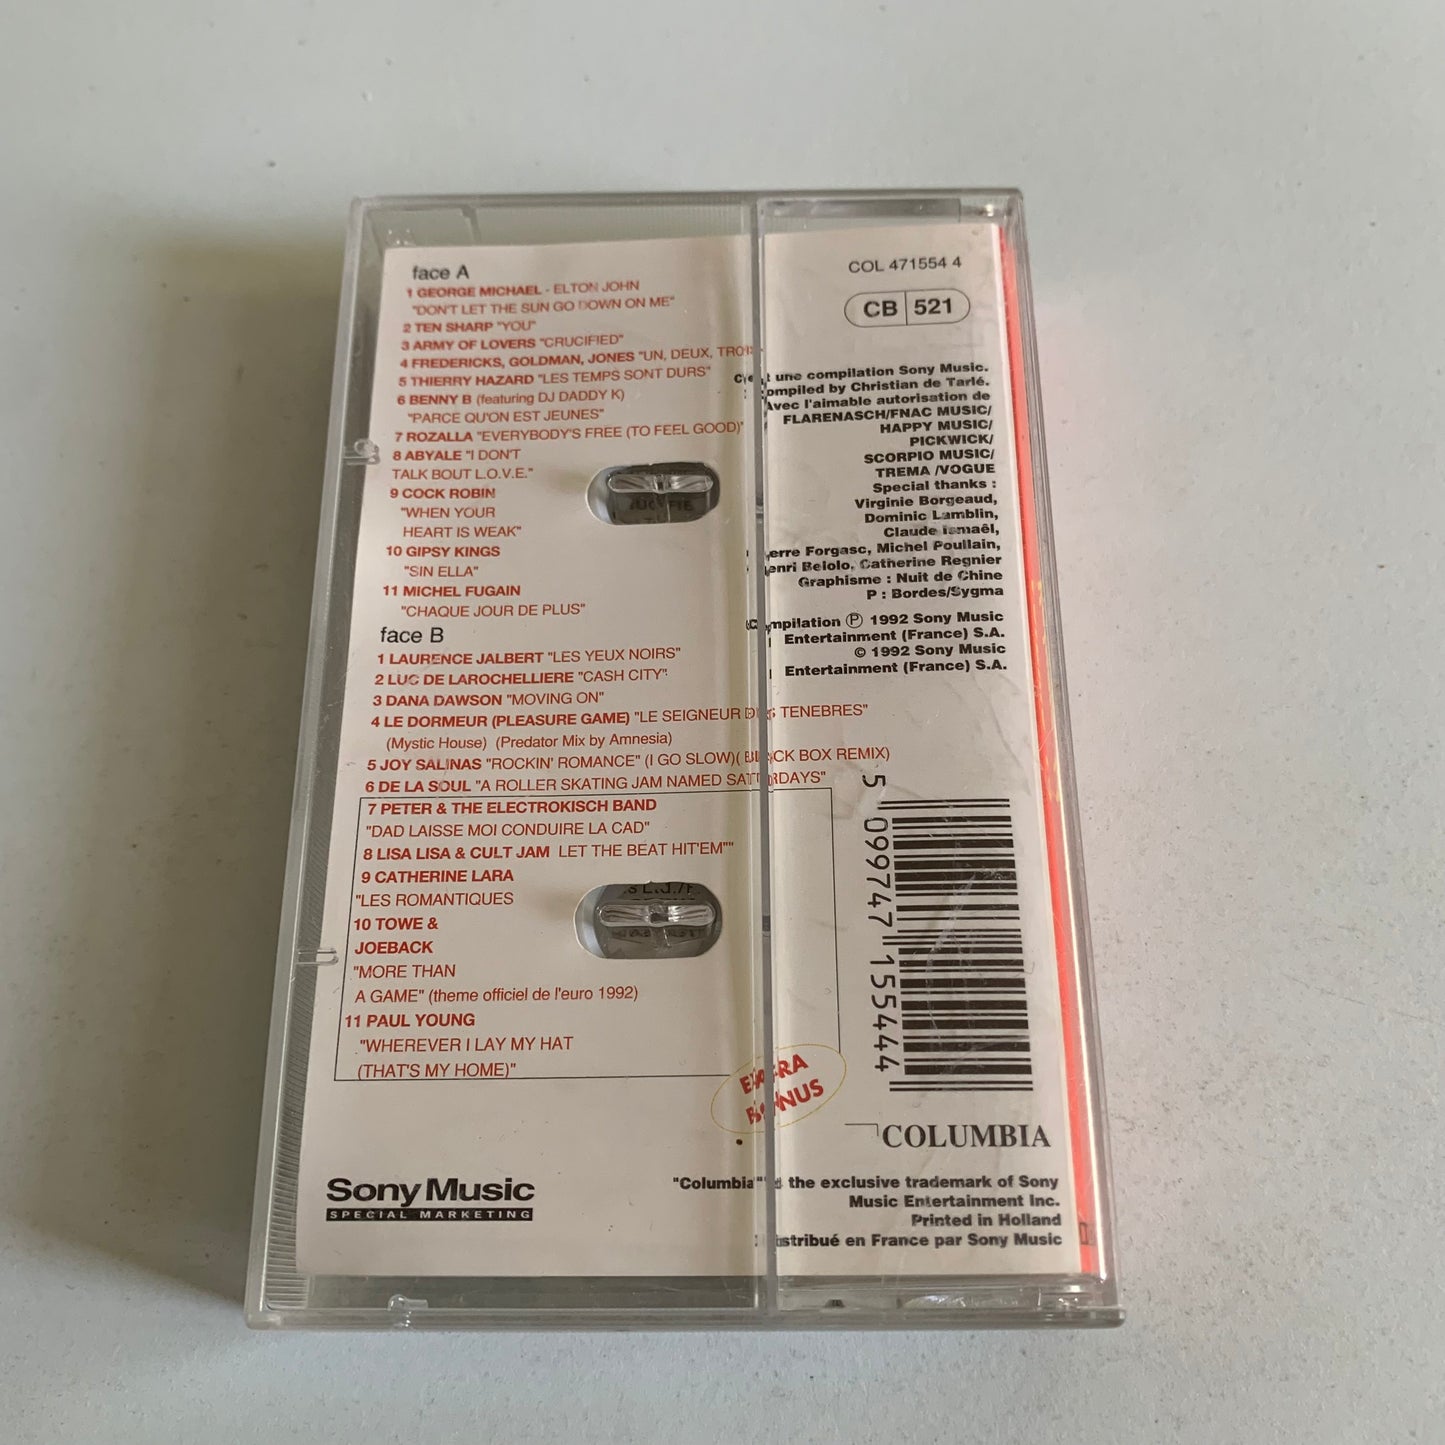 face A
1 GEORGE MICHAEL - ELTON JOHN
"DON'T LET THE SUN GO DOWN ON ME"
2 TEN SHARP "YOU"
3 ARMY OF LOVERS "CRUCIFIED"
4 FREDERICKS, GOLDMAN, JONES "UN, DEUX, TROIS
5 THIERRY HAZARD "LES TEMPS SONT DURS"
6 BENNY B (featuring DJ DADDY K)
"PARCE QU'ON EST JEUNES"
7 ROZALLA "EVERYBODY'S FREE (TO FEEL GOOD)"
8 ABYALE "I DON'T
TALK BOUT L.O.V.E."
9 COCK ROBIN
"WHEN YOUR
HEART IS WEAK"
10 GIPSY KINGS
"SIN ELLA"
11 MICHEL FUGAIN
"CHAQUE JOUR DE PLUS"
face B
1 LAURENCE JALBERT "LES YEUX NOIRS"
2 LUC DE LAROCHELLIERE "CASH CITY"
3 DANA DAWSON "MOVING ON"
4 LE DORMEUR (PLEASURE GAME) "LE SEIGNEUR DES TENEBRES"
(Mystic House) (Predator Mix by Amnesia)
5 JOY SALINAS "ROCKIN' ROMANCE" (I GO SLOW)( BLACK BOX REMIX)
6 DE LA SOUL "A ROLLER SKATING JAM NAMED SATURDAYS"
7 PETER & THE ELECTROKISCH BAND
"DAD LAISSE MOI CONDUIRE LA CAD"
8 LISA LISA & CULT JAM LET THE BEAT HIT'EM""
9 CATHERINE LARA
"LES ROMANTIQUES
10 TOWE &
JOEBACK
"MORE THAN
A GAME" (theme officiel de l'euro 1992)
11 PAUL YOUNG
"WHEREVER I LAY MY HAT
(THAT'S MY HOME)"
EXTRA
BONUS
Sony Music
SPECIAL MARKETING
COL 471554 4
CB 521
C'est une compilation Sony Music.
Compiled by Christian de Tarlé.
Avec l'aimable autorisation de
FLARENASCH/FNAC MUSIC/
HAPPY MUSIC/
PICKWICK/
SCORPIO MUSIC/
TREMA /VOGUE
Special thanks :
Virginie Borgeaud,
Dominic Lamblin,
Claude Ismaêl,
Pierre Forgasc, Michel Poullain,
Henri Belolo, Catherine Regnier
Graphisme : Nuit de Chine
P : Bordes/Sygma
Compilation Ⓟ 1992 Sony Music
Entertainment (France) S.A.
© 1992 Sony Music
Entertainment (France) S.A.
5 099747 155444
COLUMBIA
"Columbia" is the exclusive trademark of Sony
Music Entertainment Inc.
Printed in Holland
Distribué en France par Sony Music